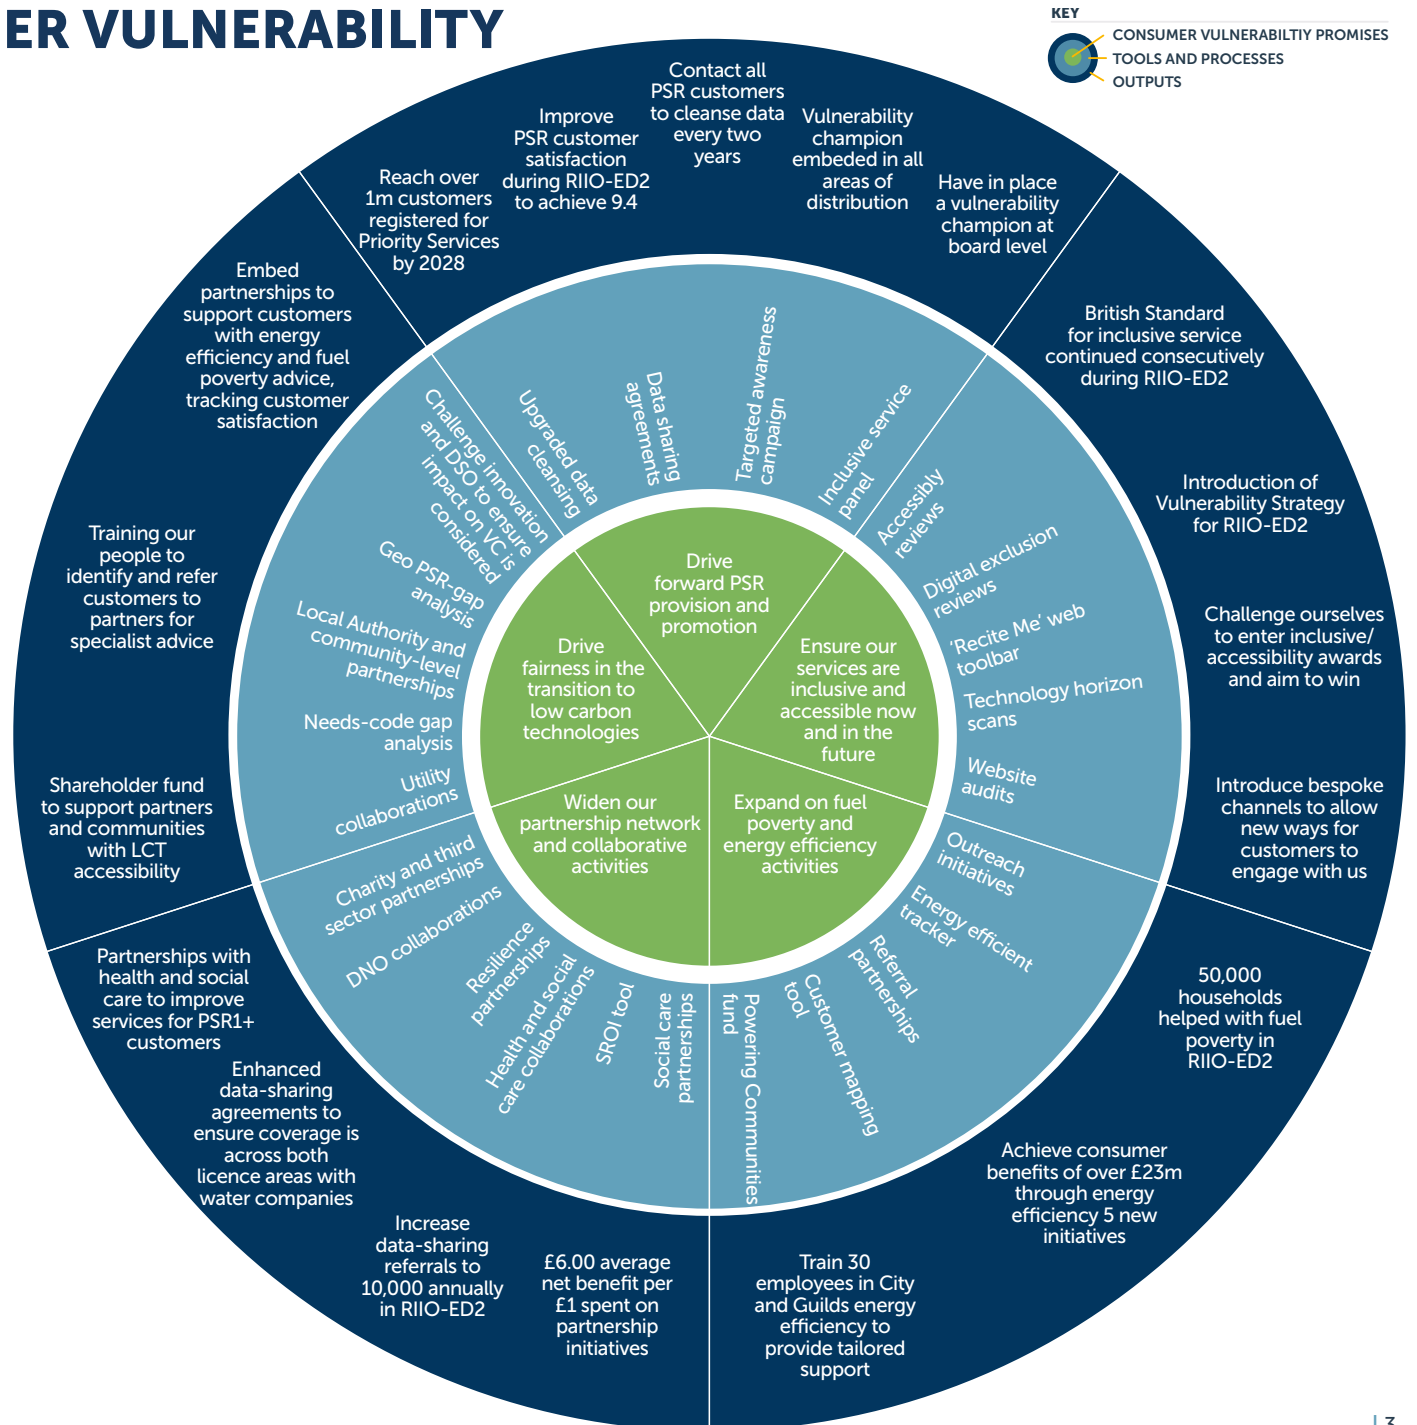 ER VULNERABILITY
KEY
CONSUMER VULNERABILTIY PROMISES
TOOLS AND PROCESSES
OUTPUTS
Reach over
1m customers
registered for
Priority Services
by 2028
Improve
PSR customer
satisfaction
during RIIO-ED2
to achieve 9.4
Contact all
PSR customers
to cleanse data
every two
years
Vulnerability
champion
embeded in all
areas of
distribution
Have in place
a vulnerability
champion at
board level
British Standard
for inclusive service
continued consecutively
during RIIO-ED2
Introduction of
Vulnerability Strategy
for RIIO-ED2
Challenge ourselves
to enter inclusive/
accessibility awards
and aim to win
Introduce bespoke
channels to allow
new ways for
customers to
engage with us
50,000
households
helped with fuel
poverty in
RIIO-ED2
Achieve consumer
benefits of over £23m
through energy
efficiency 5 new
initiatives
Train 30
employees in City
and Guilds energy
efficiency to
provide tailored
support
£6.00 average
net benefit per
£1 spent on
partnership
initiatives
Increase
data-sharing
referrals to
10,000 annually
in RIIO-ED2
Enhanced
data-sharing
agreements to
ensure coverage is
across both
licence areas with
water companies
Partnerships with
health and social
care to improve
services for PSR1+
customers
Shareholder fund
to support partners
and communities
with LCT
accessibility
Training our
people to
identify and refer
customers to
partners for
specialist advice
Embed
partnerships to
support customers
with energy
efficiency and fuel
poverty advice,
tracking customer
satisfaction
Upgraded data
cleansing
Data sharing
agreements
Targeted awareness
campaign
Inclusive service
panel
Accessibly
reviews
Digital exclusion
reviews
'Recite Me' web
toolbar
Technology horizon
scans
Website
audits
Outreach
initiatives
Energy efficient
tracker
Referral
partnerships
Customer mapping
tool
Powering Communities
fund
Social care
partnerships
SROI tool
Health and social
care collaborations
Resilience
partnerships
DNO collaborations
Charity and third
sector partnerships
Utility
collaborations
Needs-code gap
analysis
Local Authority and
community-level
partnerships
Geo PSR-gap
analysis
Challenge innovation
and DSO to ensure
impact on VC is
considered
Drive
forward PSR
provision and
promotion
Ensure our
services are
inclusive and
accessible now
and in the
future
Expand on fuel
poverty and
energy efficiency
activities
Widen our
partnership network
and collaborative
activities
Drive
fairness in the
transition to
low carbon
technologies
| 3